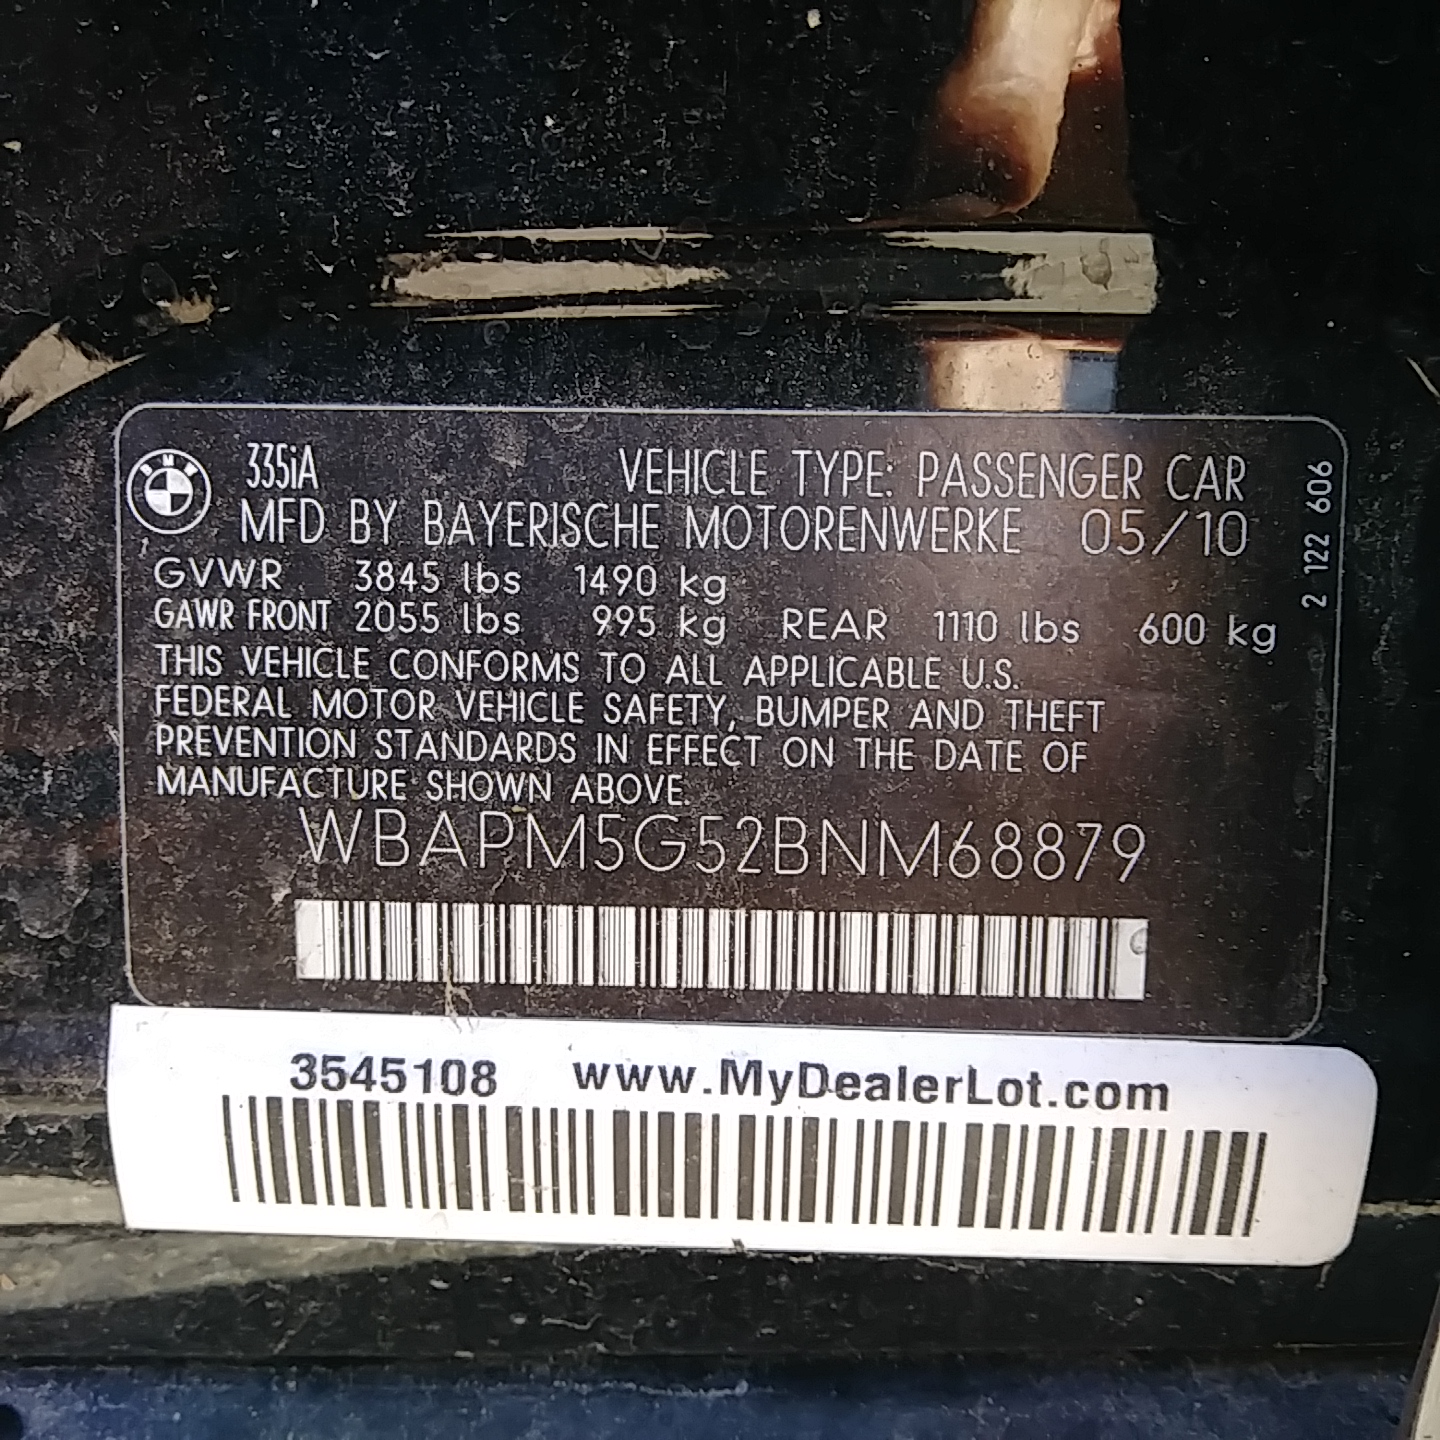 BMW
335iA VEHICLE TYPE: PASSENGER CAR
MFD BY BAYERISCHE MOTORENWERKE 05/10
GVWR 3845 lbs 1490 kg
GAWR FRONT 2055 lbs 995 kg REAR 1110 lbs 600 kg
THIS VEHICLE CONFORMS TO ALL APPLICABLE U.S.
FEDERAL MOTOR VEHICLE SAFETY, BUMPER AND THEFT
PREVENTION STANDARDS IN EFFECT ON THE DATE OF
MANUFACTURE SHOWN ABOVE.
WBAPM5G52BNM68879
2 122 606
3545108 www.MyDealerLot.com